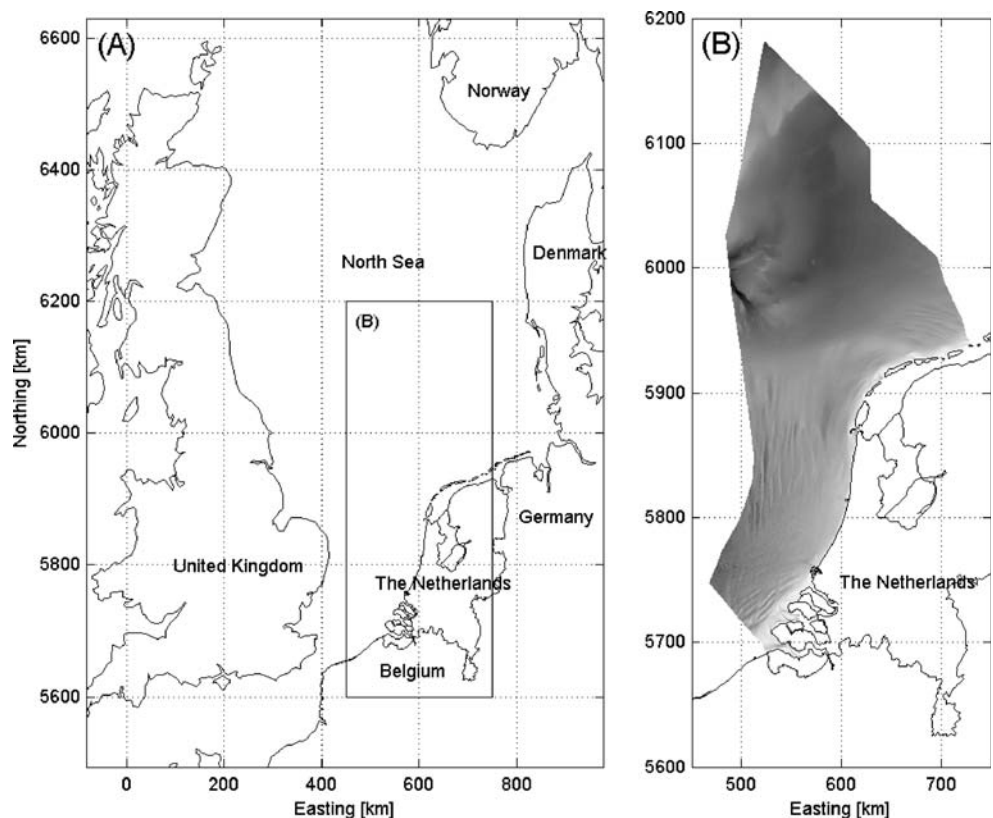 (A)
6600
6400
6200
6000
5800
5600
Northing [km]
0
200
400
600
800
Easting [km]
Norway
Denmark
North Sea
(B)
Germany
United Kingdom
The Netherlands
Belgium
(B)
6200
6100
6000
5900
5800
5700
5600
500
600
700
Easting [km]
The Netherlands